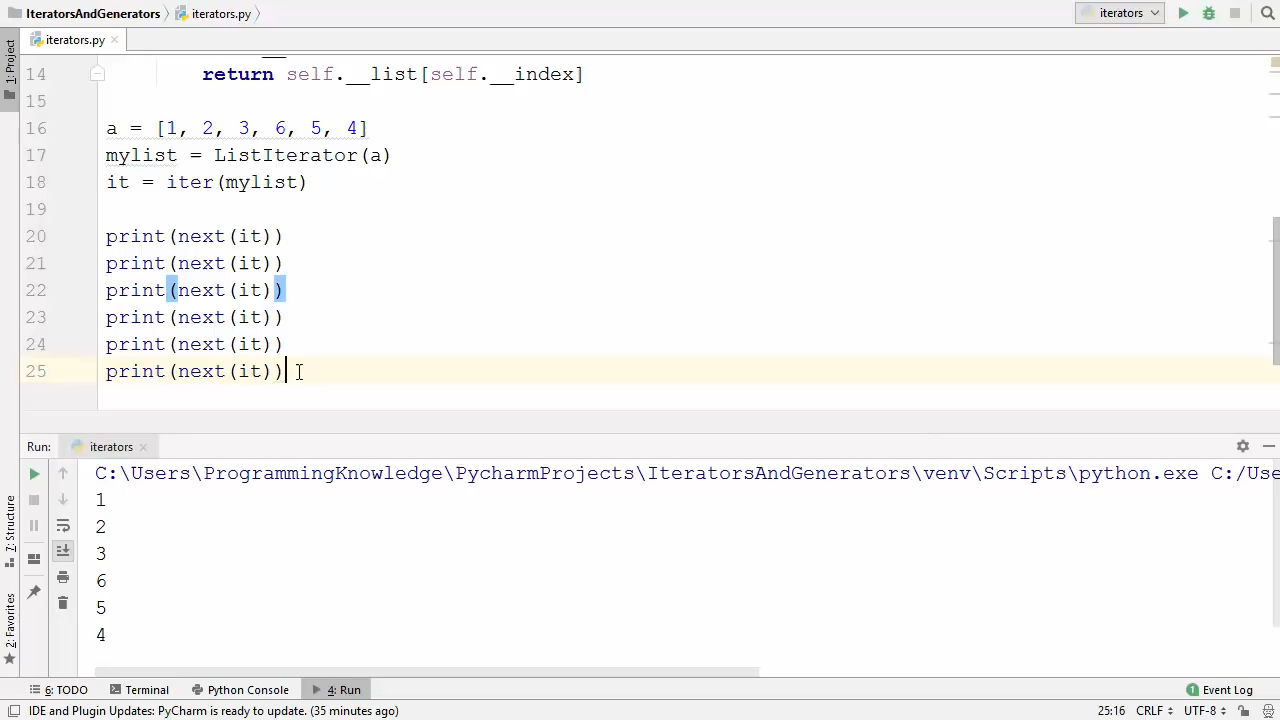 IteratorsAndGenerators iterators.py iterators
iterators.py
1: Project
14 return self.__list[self.__index]
15
16 a = [1, 2, 3, 6, 5, 4]
17 mylist = ListIterator(a)
18 it = iter(mylist)
19
20 print(next(it))
21 print(next(it))
22 print(next(it))
23 print(next(it))
24 print(next(it))
25 print(next(it))
Run: iterators
C:\Users\ProgrammingKnowledge\PycharmProjects\IteratorsAndGenerators\venv\Scripts\python.exe C:/Use
1
2
3
6
5
4
7: Structure
2: Favorites
6: TODO Terminal Python Console 4: Run 1 Event Log
IDE and Plugin Updates: PyCharm is ready to update. (35 minutes ago) 25:16 CRLF UTF-8